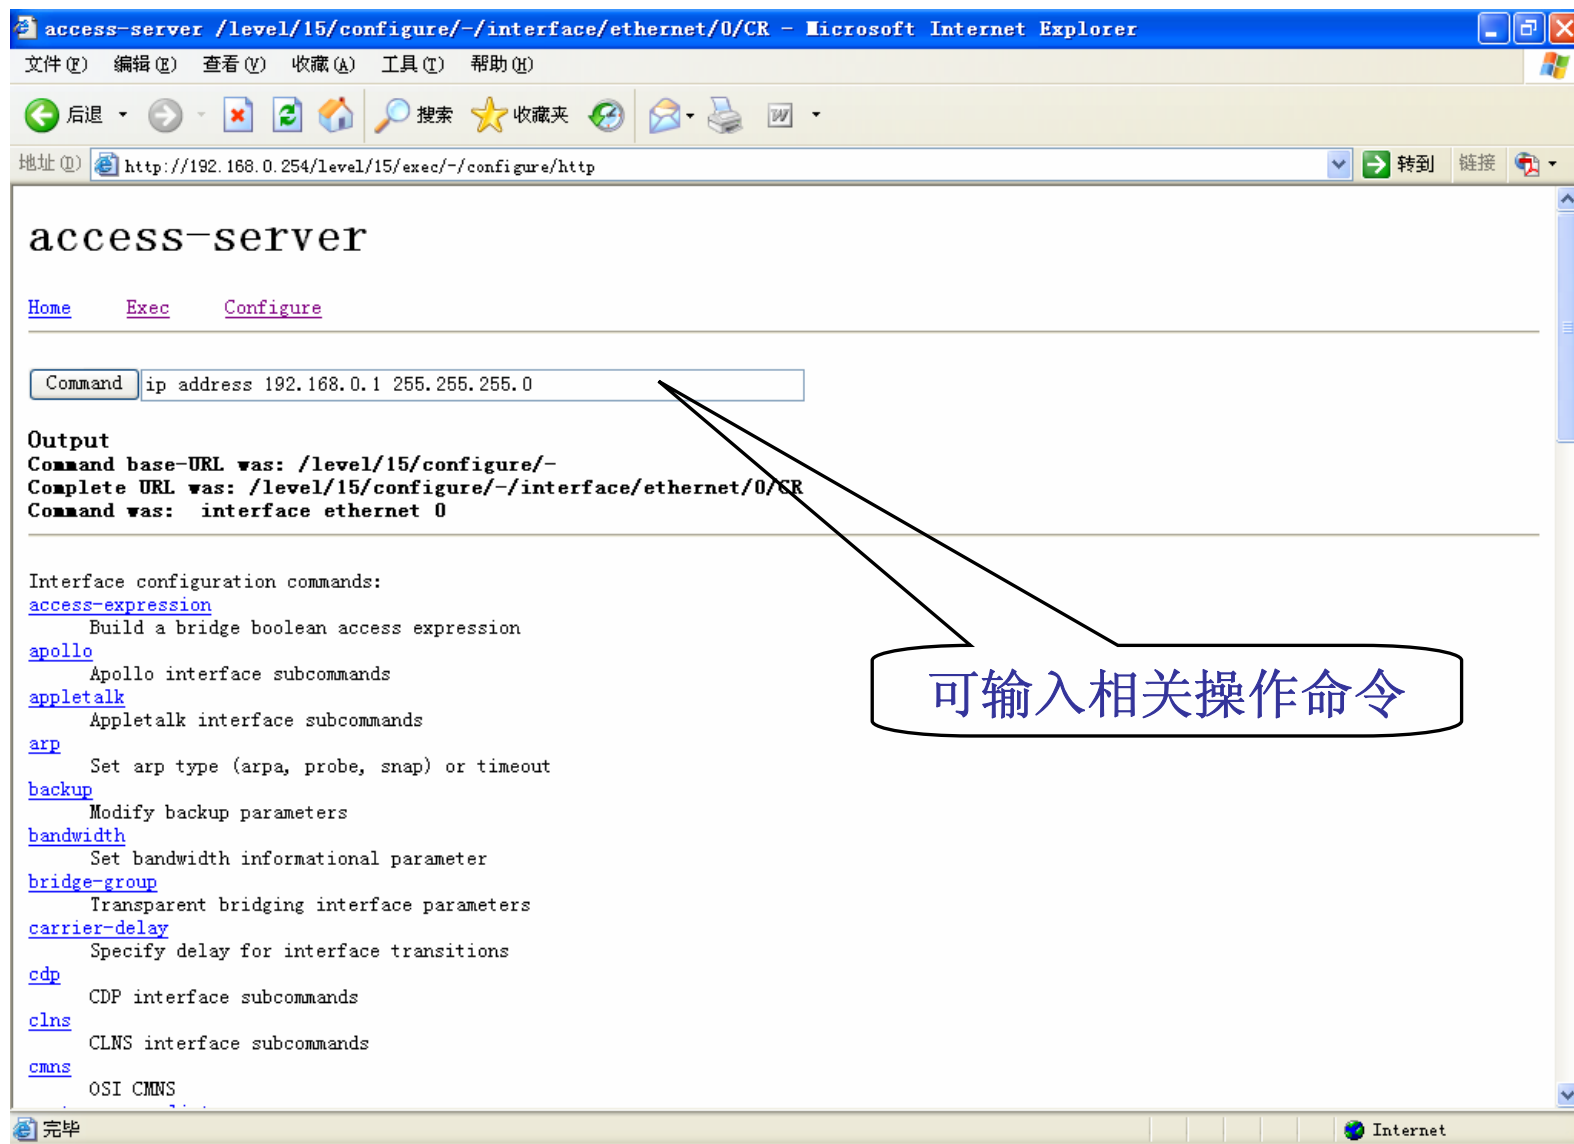 access-server /level/15/configure/-/interface/ethernet/0/CR - Microsoft Internet Explorer
文件(F) 编辑(E) 查看(V) 收藏(A) 工具(T) 帮助(H)
后退 搜索 收藏夹
地址(D) http://192.168.0.254/level/15/exec/-/configure/http 转到 链接
access-server
Home Exec Configure
Command ip address 192.168.0.1 255.255.255.0
Output
Command base-URL was: /level/15/configure/-
Complete URL was: /level/15/configure/-/interface/ethernet/0/CR
Command was: interface ethernet 0
Interface configuration commands:
access-expression
Build a bridge boolean access expression
apollo
Apollo interface subcommands
可输入相关操作命令
appletalk
Appletalk interface subcommands
arp
Set arp type (arpa, probe, snap) or timeout
backup
Modify backup parameters
bandwidth
Set bandwidth informational parameter
bridge-group
Transparent bridging interface parameters
carrier-delay
Specify delay for interface transitions
cdp
CDP interface subcommands
clns
CLNS interface subcommands
cmns
OSI CMNS
完毕 Internet